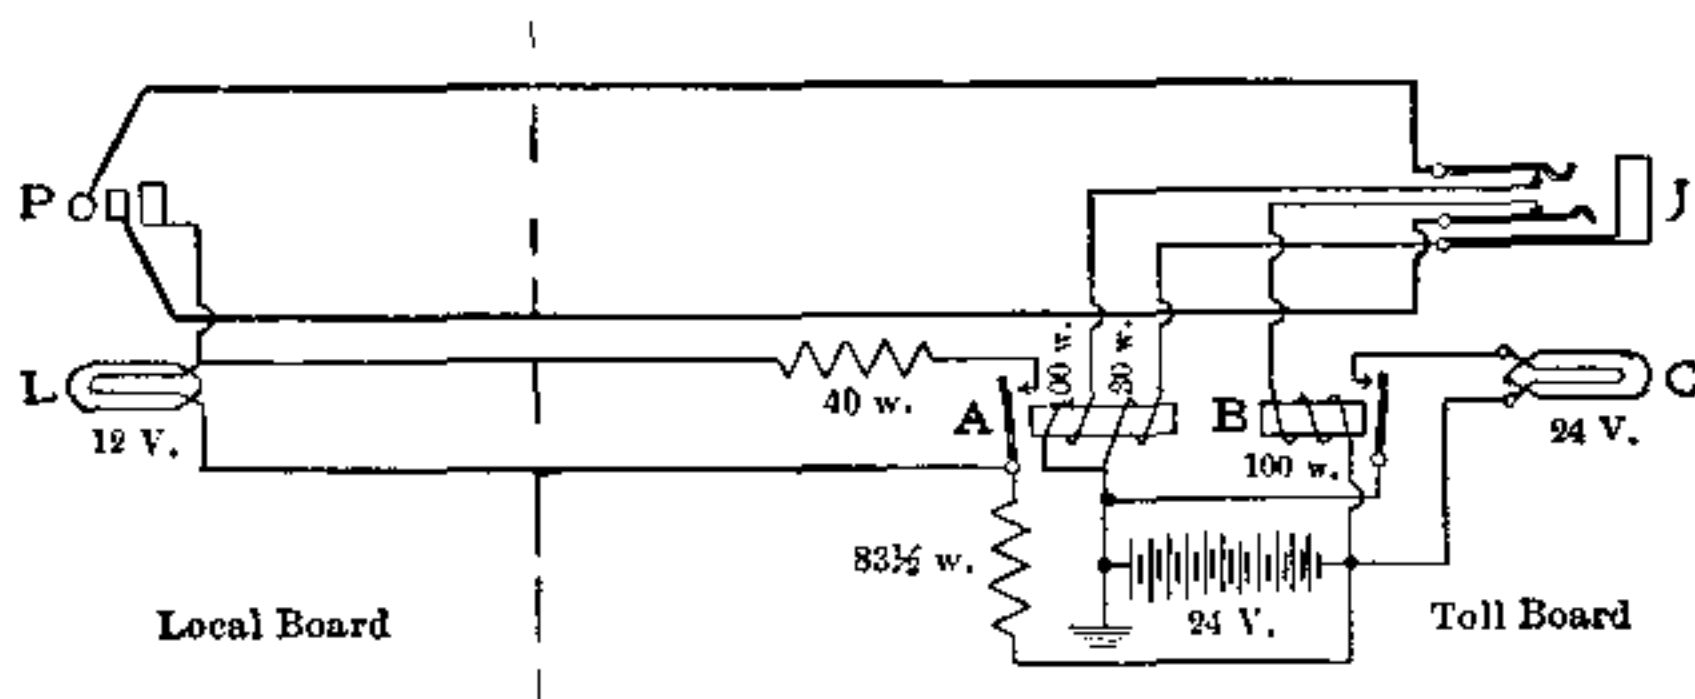 P
J
L
12 V.
40 w.
A
100 w.
30 w.
B
100 w.
C
24 V.
83½ w.
24 V.
Local Board
Toll Board